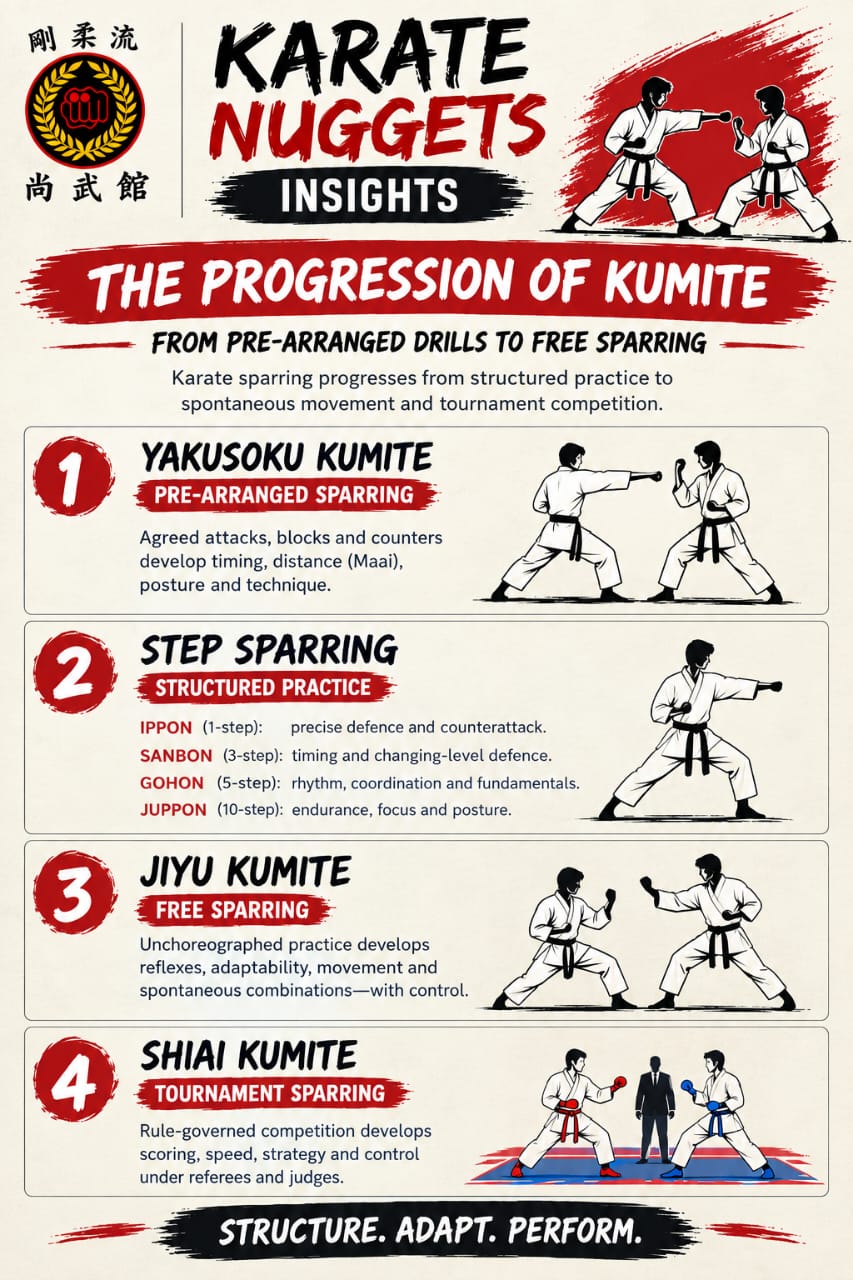 剛柔流
尚武館
KARATE
NUGGETS
INSIGHTS
THE PROGRESSION OF KUMITE
FROM PRE-ARRANGED DRILLS TO FREE SPARRING
Karate sparring progresses from structured practice to
spontaneous movement and tournament competition.
1
YAKUSOKU KUMITE
PRE-ARRANGED SPARRING
Agreed attacks, blocks and counters
develop timing, distance (Maai),
posture and technique.
2
STEP SPARRING
STRUCTURED PRACTICE
IPPON (1-step): precise defence and counterattack.
SANBON (3-step): timing and changing-level defence.
GOHON (5-step): rhythm, coordination and fundamentals.
JUPPON (10-step): endurance, focus and posture.
3
JIYU KUMITE
FREE SPARRING
Unchoreographed practice develops
reflexes, adaptability, movement and
spontaneous combinations—with control.
4
SHIAI KUMITE
TOURNAMENT SPARRING
Rule-governed competition develops
scoring, speed, strategy and control
under referees and judges.
STRUCTURE. ADAPT. PERFORM.